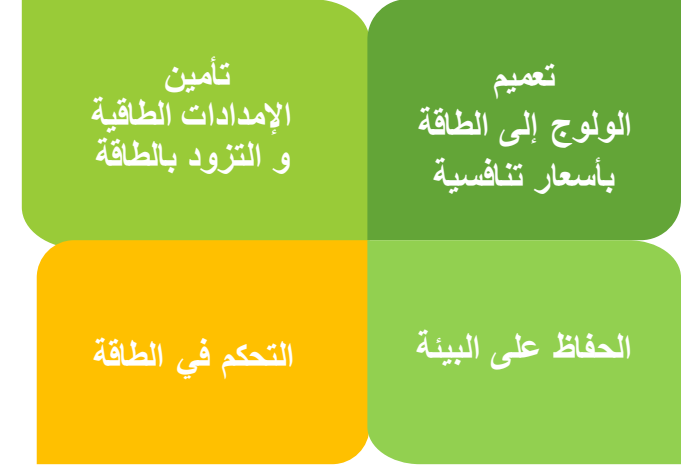 تعميم
الولوج إلى الطاقة
بأسعار تنافسية
تأمين
الإمدادات الطاقية
و التزود بالطاقة
الحفاظ على البيئة
التحكم في الطاقة